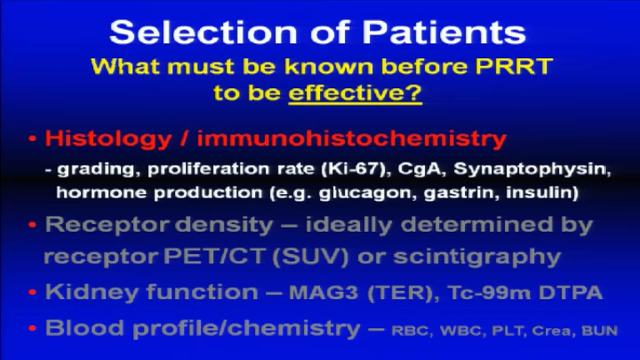 Selection of Patients
What must be known before PRRT
to be effective?
• Histology / immunohistochemistry
- grading, proliferation rate (Ki-67), CgA, Synaptophysin,
hormone production (e.g. glucagon, gastrin, insulin)
• Receptor density – ideally determined by
receptor PET/CT (SUV) or scintigraphy
• Kidney function – MAG3 (TER), Tc-99m DTPA
• Blood profile/chemistry – RBC, WBC, PLT, Crea, BUN